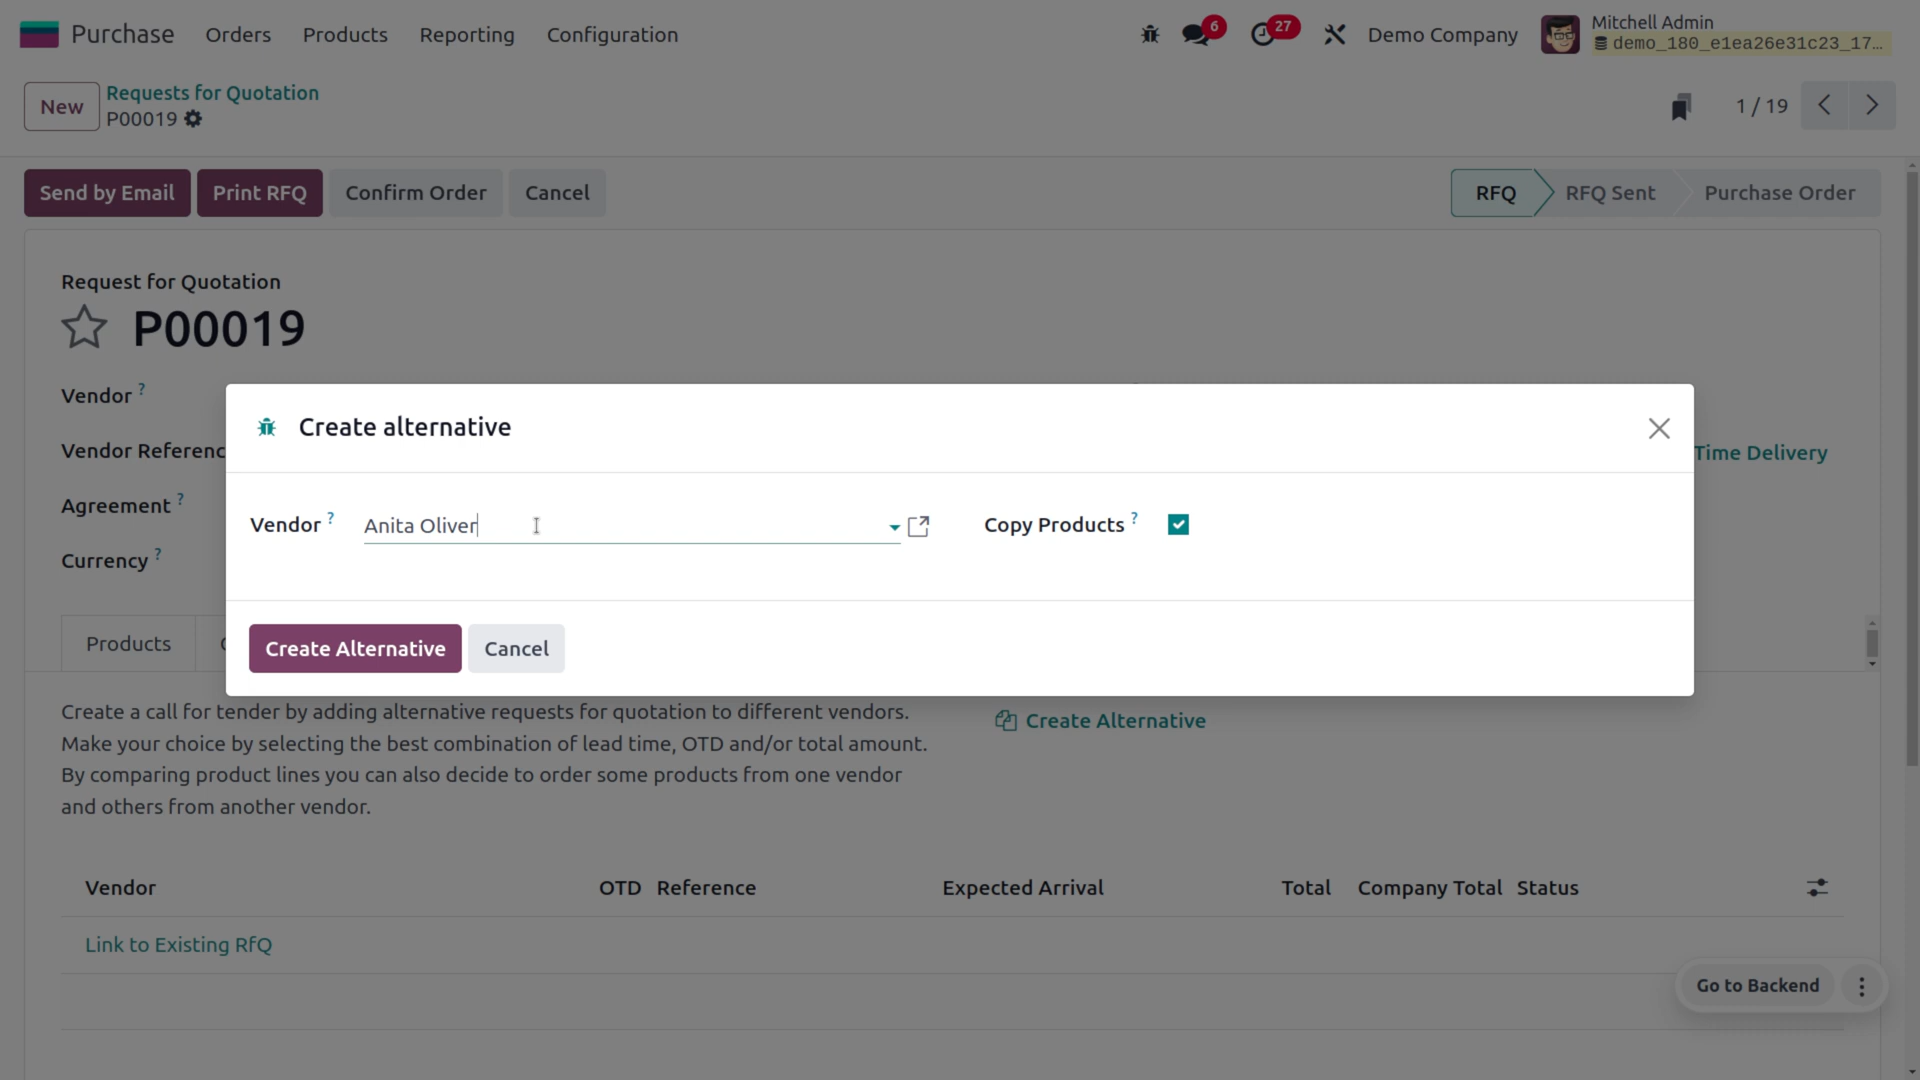 Purchase Orders Products Reporting Configuration 6 27 Demo Company Mitchell Admin
demo_180_e1ea26e31c23_17...
New Requests for Quotation
P00019
1 / 19
Send by Email Print RFQ Confirm Order Cancel RFQ RFQ Sent Purchase Order
Request for Quotation
P00019
Vendor ?
Create alternative
Vendor Referenc
Time Delivery
Agreement ?
Vendor ? Anita Oliver Copy Products ?
Currency ?
Products
Create Alternative Cancel
Create a call for tender by adding alternative requests for quotation to different vendors.
Make your choice by selecting the best combination of lead time, OTD and/or total amount.
By comparing product lines you can also decide to order some products from one vendor
and others from another vendor.
Create Alternative
Vendor OTD Reference Expected Arrival Total Company Total Status
Link to Existing RfQ
Go to Backend